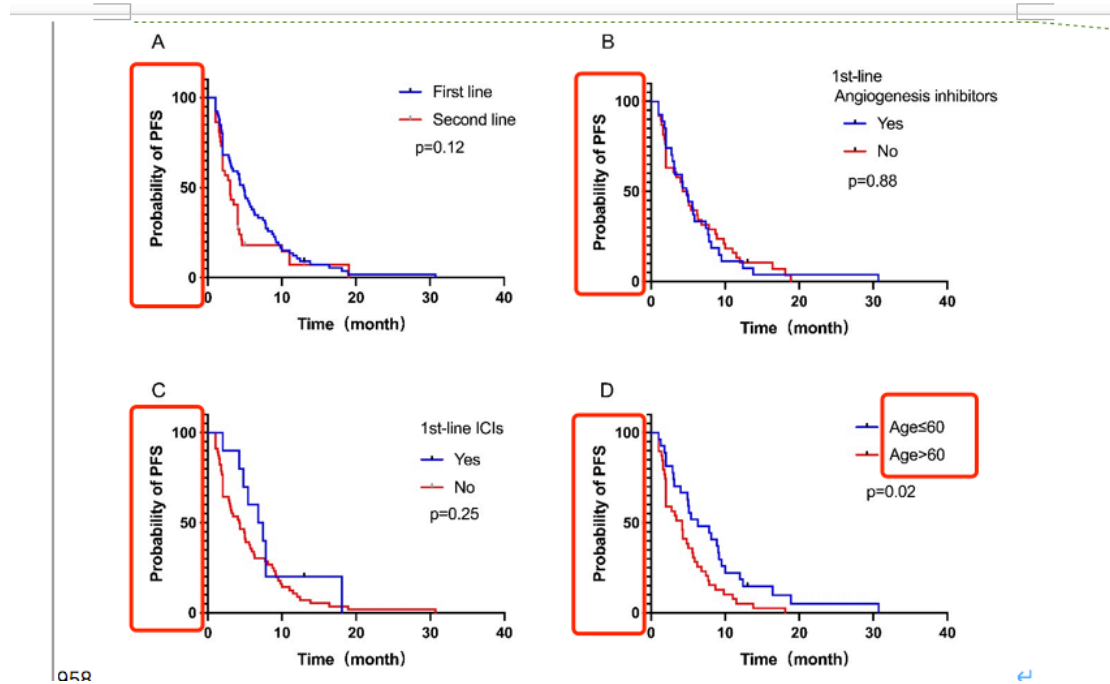 A
Probability of PFS
100
50
0
First line
Second line
p=0.12
0 10 20 30 40
Time（month）
B
Probability of PFS
100
50
0
1st-line
Angiogenesis inhibitors
Yes
No
p=0.88
0 10 20 30 40
Time（month）
C
Probability of PFS
100
50
0
1st-line ICIs
Yes
No
p=0.25
0 10 20 30 40
Time（month）
D
Probability of PFS
100
50
0
Age≤60
Age>60
p=0.02
0 10 20 30 40
Time（month）
958